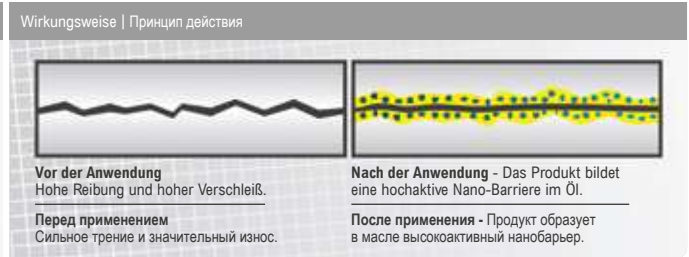 Wirkungsweise | Принцип действия
Vor der Anwendung
Hohe Reibung und hoher Verschleiß.
Перед применением
Сильное трение и значительный износ.
Nach der Anwendung - Das Produkt bildet
eine hochaktive Nano-Barriere im Öl.
После применения - Продукт образует
в масле высокоактивный нанобарьер.